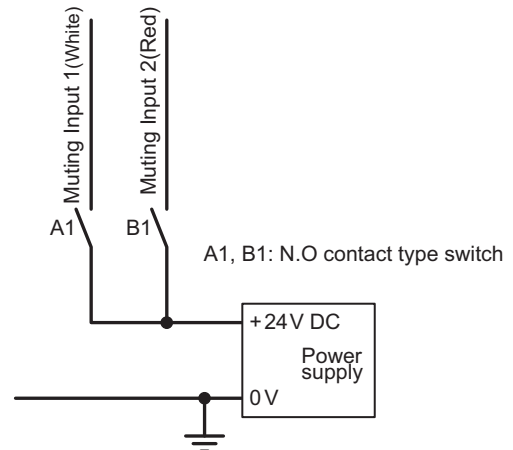 Muting Input 1(White)
Muting Input 2(Red)
A1
B1
A1, B1: N.O contact type switch
+24V DC
Power
supply
0V